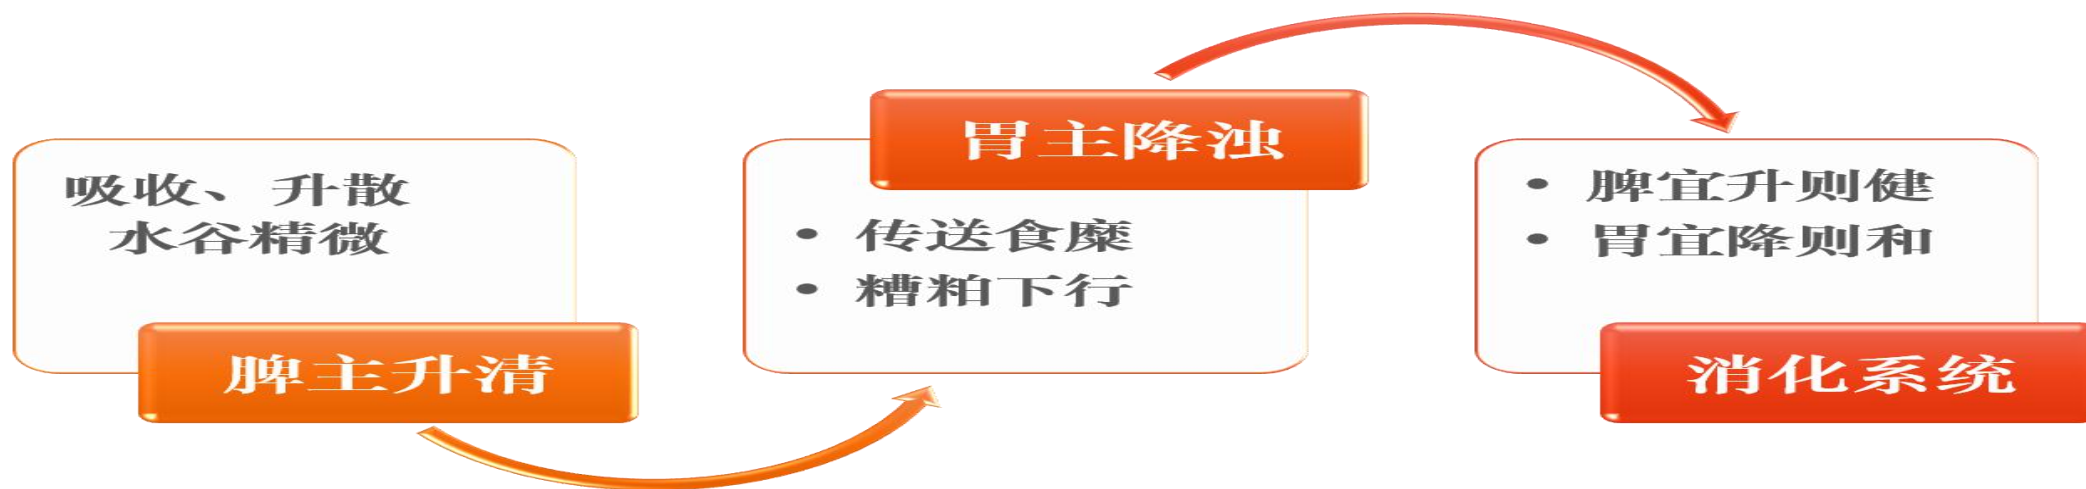 吸收、升散
水谷精微
脾主升清
胃主降浊
• 传送食糜
• 糟粕下行
• 脾宜升则健
• 胃宜降则和
消化系统